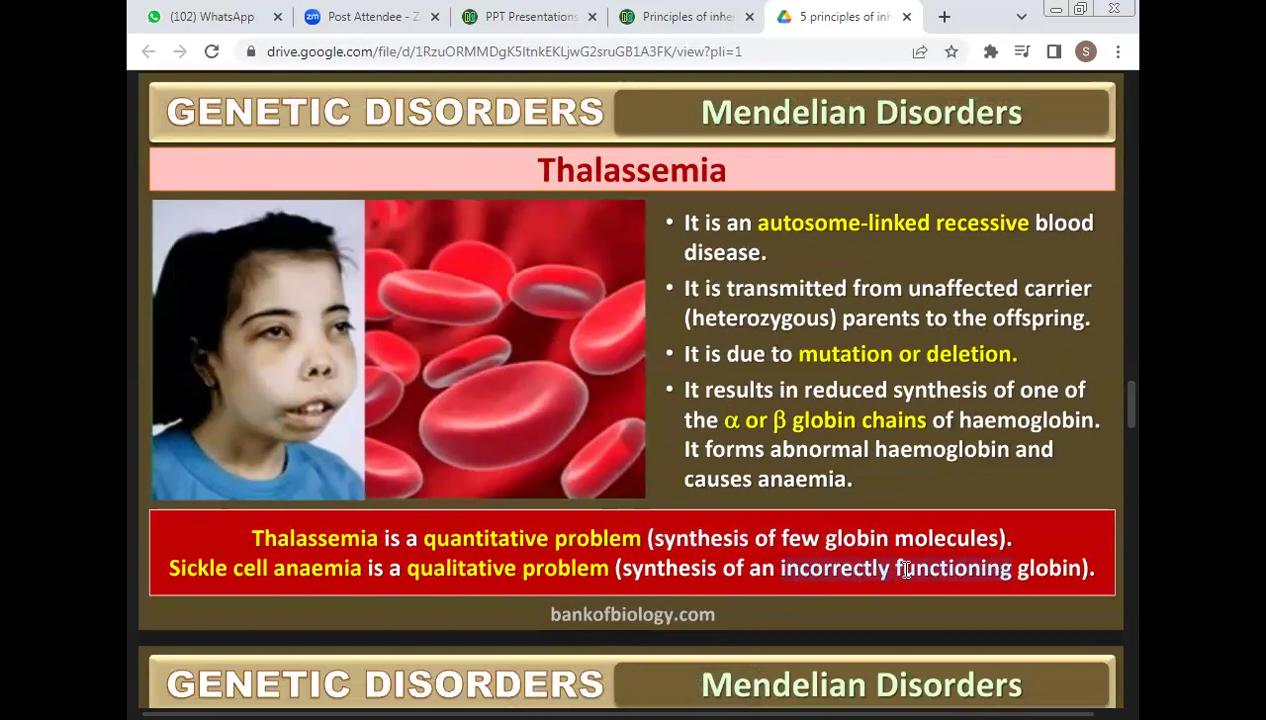 (102) WhatsApp
Post Attendee - Z
PPT Presentations
Principles of inhe
5 principles of inh
drive.google.com/file/d/1RzuORMMDgK5ItnkEKLjwG2sruGB1A3FK/view?pli=1
S
GENETIC DISORDERS
Mendelian Disorders
Thalassemia
• It is an autosome-linked recessive blood
disease.
• It is transmitted from unaffected carrier
(heterozygous) parents to the offspring.
• It is due to mutation or deletion.
• It results in reduced synthesis of one of
the α or β globin chains of haemoglobin.
It forms abnormal haemoglobin and
causes anaemia.
Thalassemia is a quantitative problem (synthesis of few globin molecules).
Sickle cell anaemia is a qualitative problem (synthesis of an incorrectly functioning globin).
bankofbiology.com
GENETIC DISORDERS
Mendelian Disorders